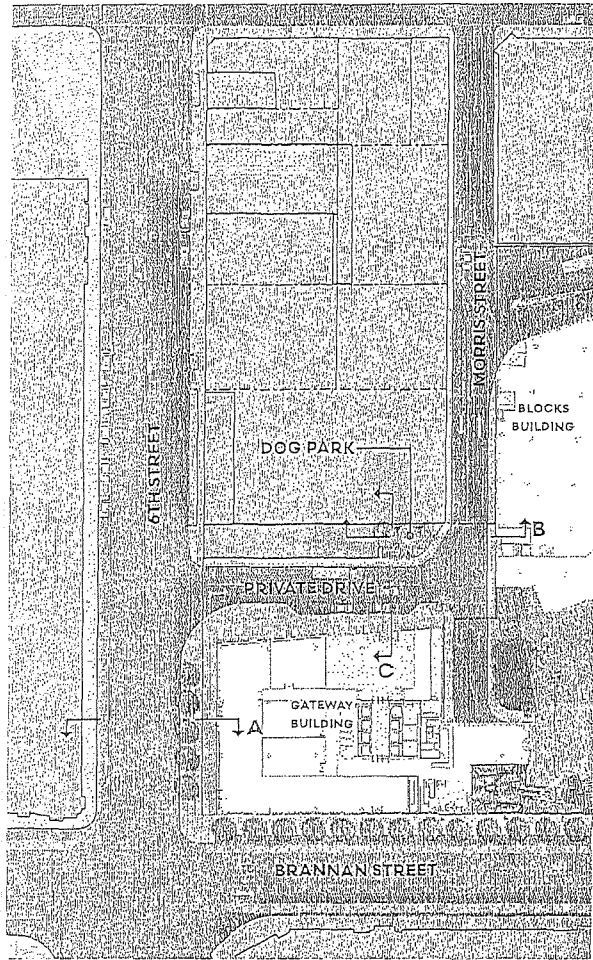 MORRIS STREET
BLOCKS
BUILDING
6TH STREET
DOG PARK
B
PRIVATE DRIVE
C
GATEWAY
BUILDING
A
BRANNAN STREET